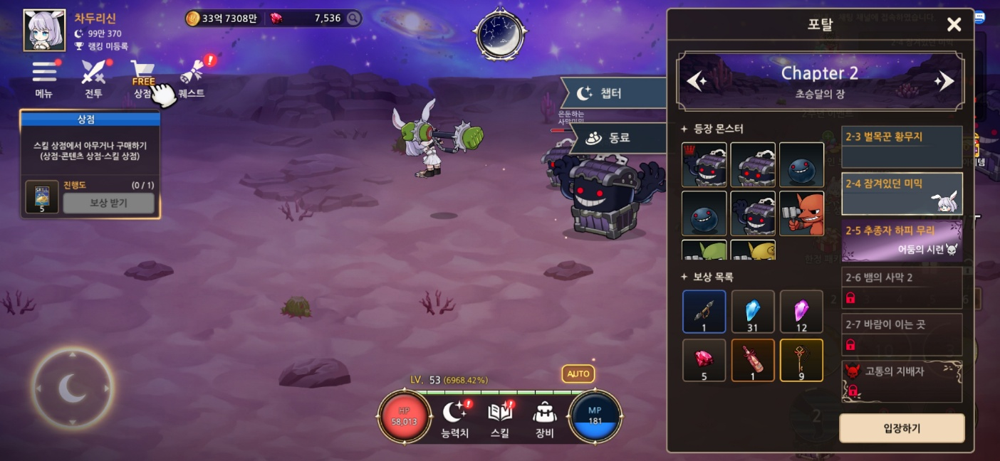 차두리신
99만 370
랭킹 미등록
33억 7308만
7,536
메뉴
전투
FREE
상점
퀘스트
상점
스킬 상점에서 아무거나 구매하기
(상점-콘텐츠 상점-스킬 상점)
SKILL
5
진행도
(0 / 1)
보상 받기
챕터
동료
LV. 53 (6968.42%)
AUTO
HP
58,013
능력치
스킬
장비
MP
181
포탈
Chapter 2
초승달의 장
등장 몬스터
보상 목록
1
31
12
5
1
9
2-3 벌목꾼 황무지
2-4 잠겨있던 미믹
2-5 추종자 하피 무리
어둠의 시련
2-6 뱀의 사막 2
2-7 바람이 이는 곳
고통의 지배자
입장하기